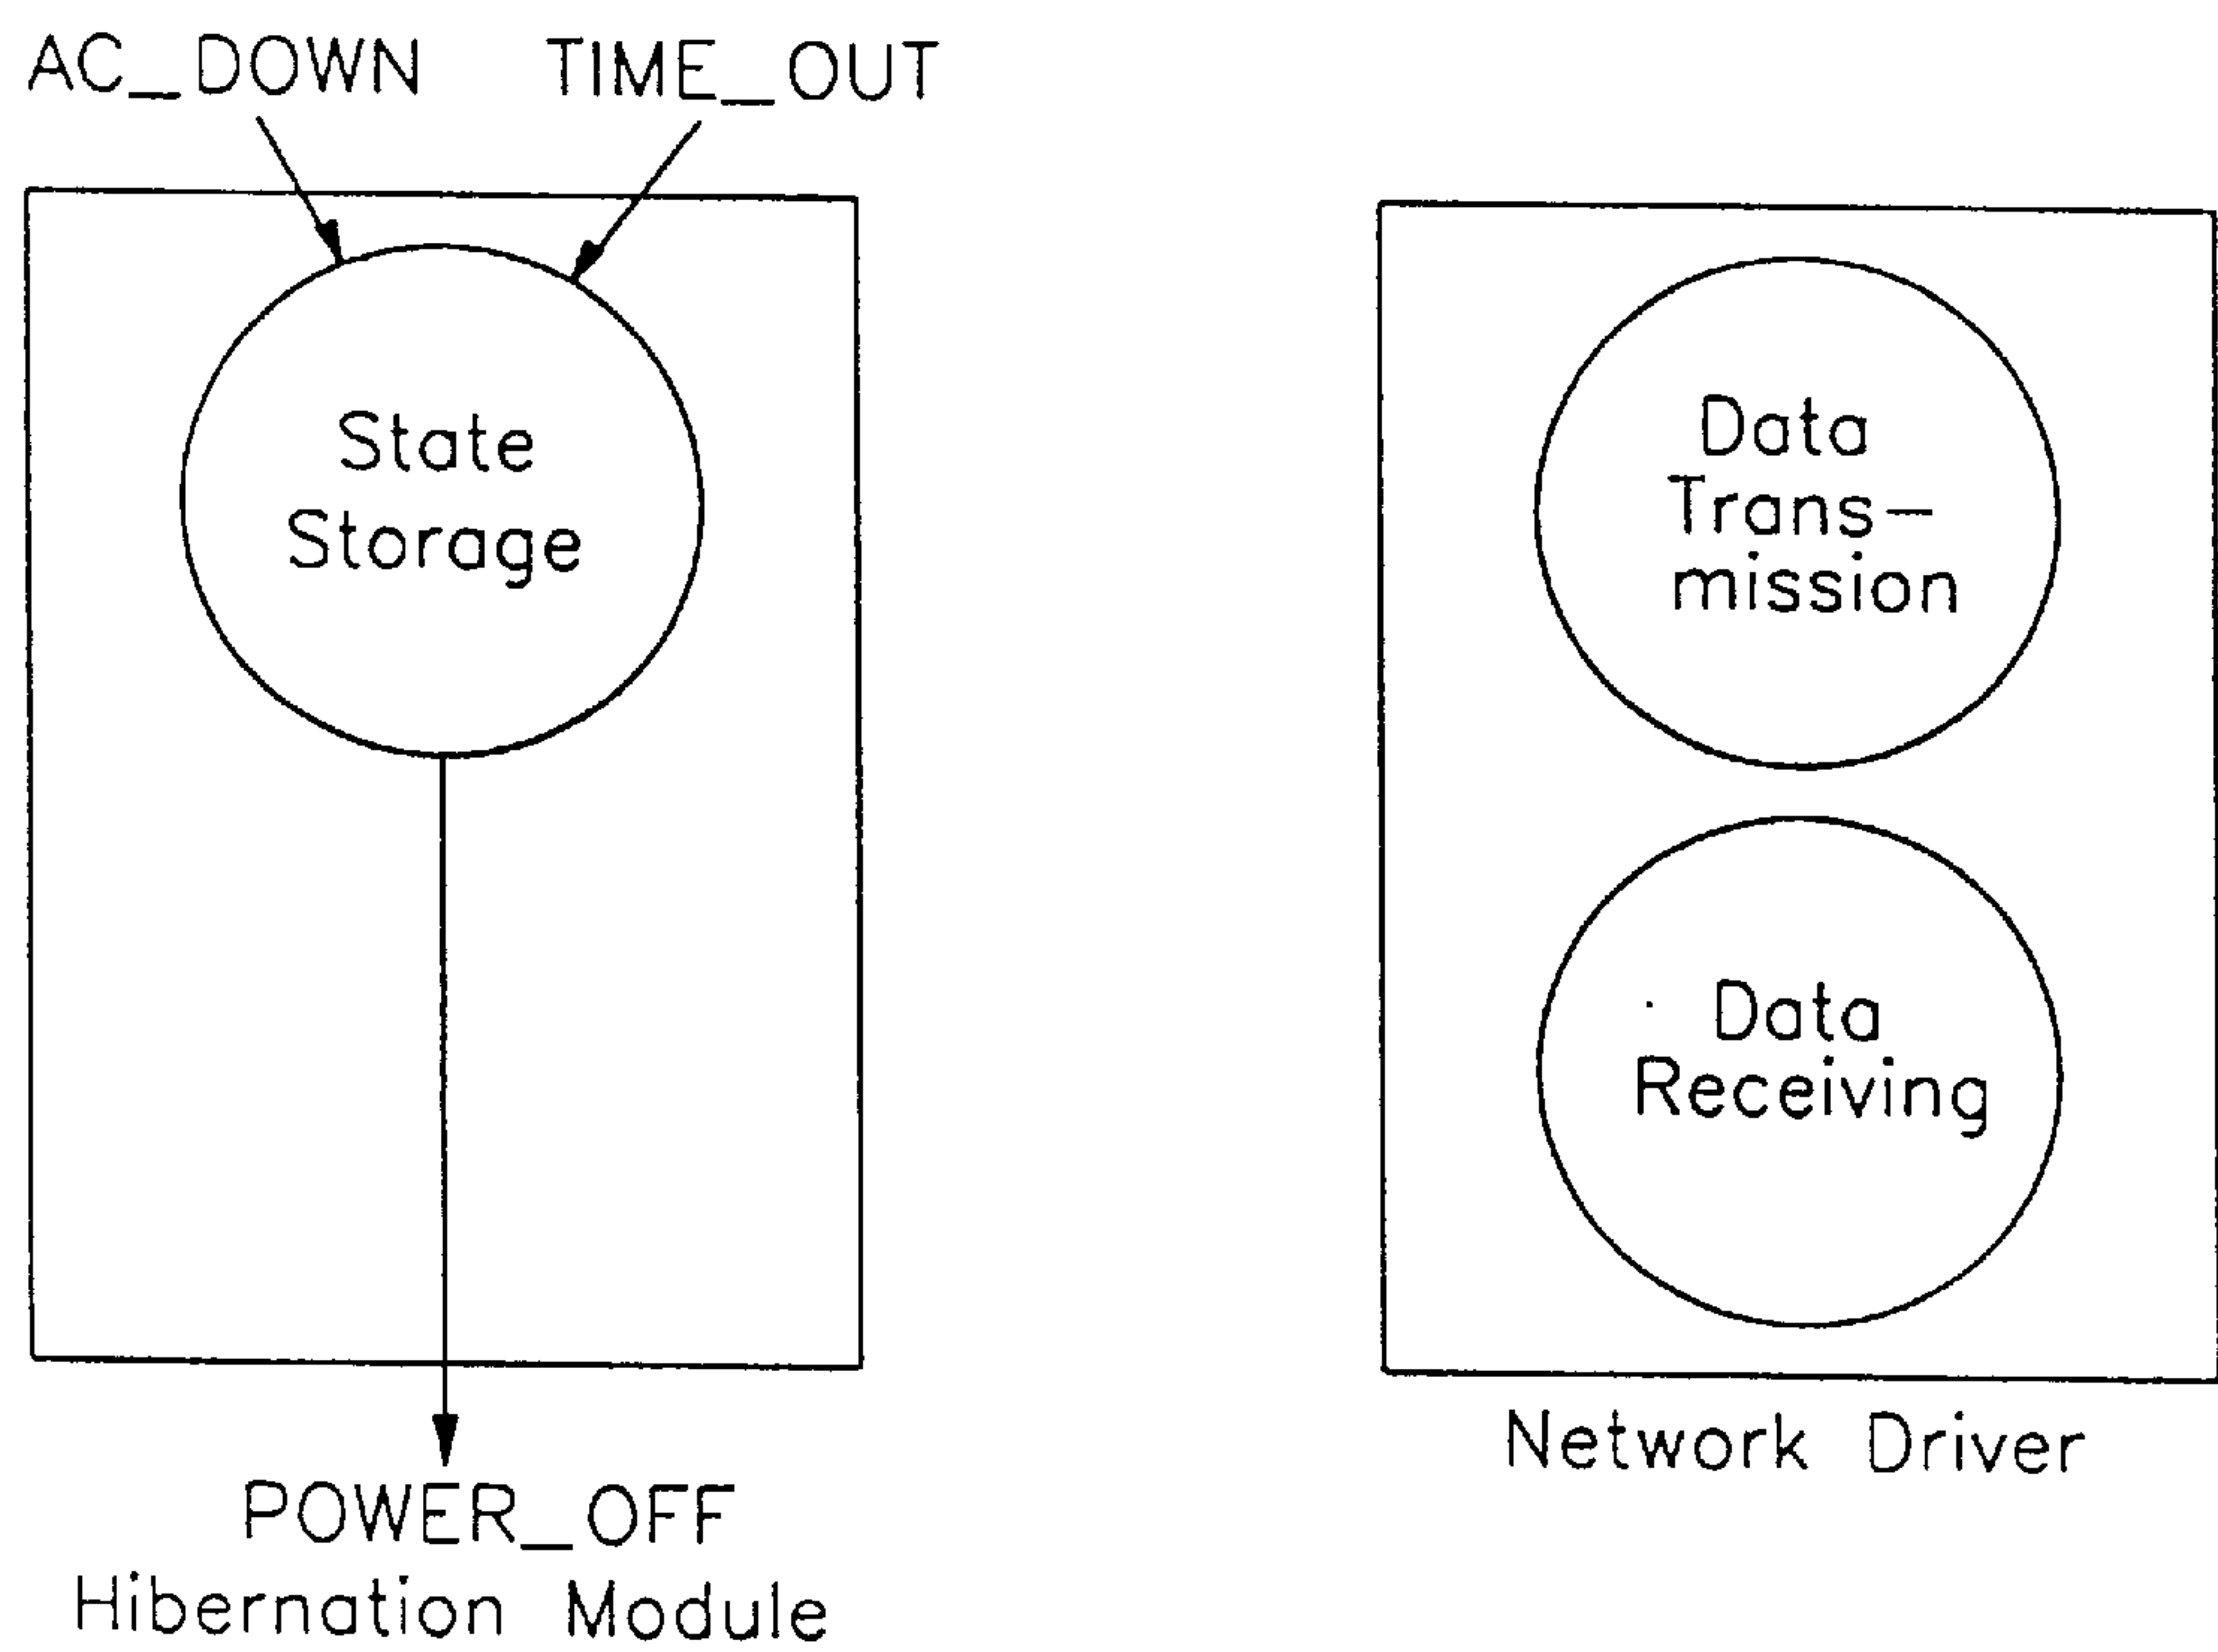 AC_DOWN TIME_OUT
State
Storage
POWER_OFF
Hibernation Module
Data
Trans-
mission
Data
Receiving
Network Driver